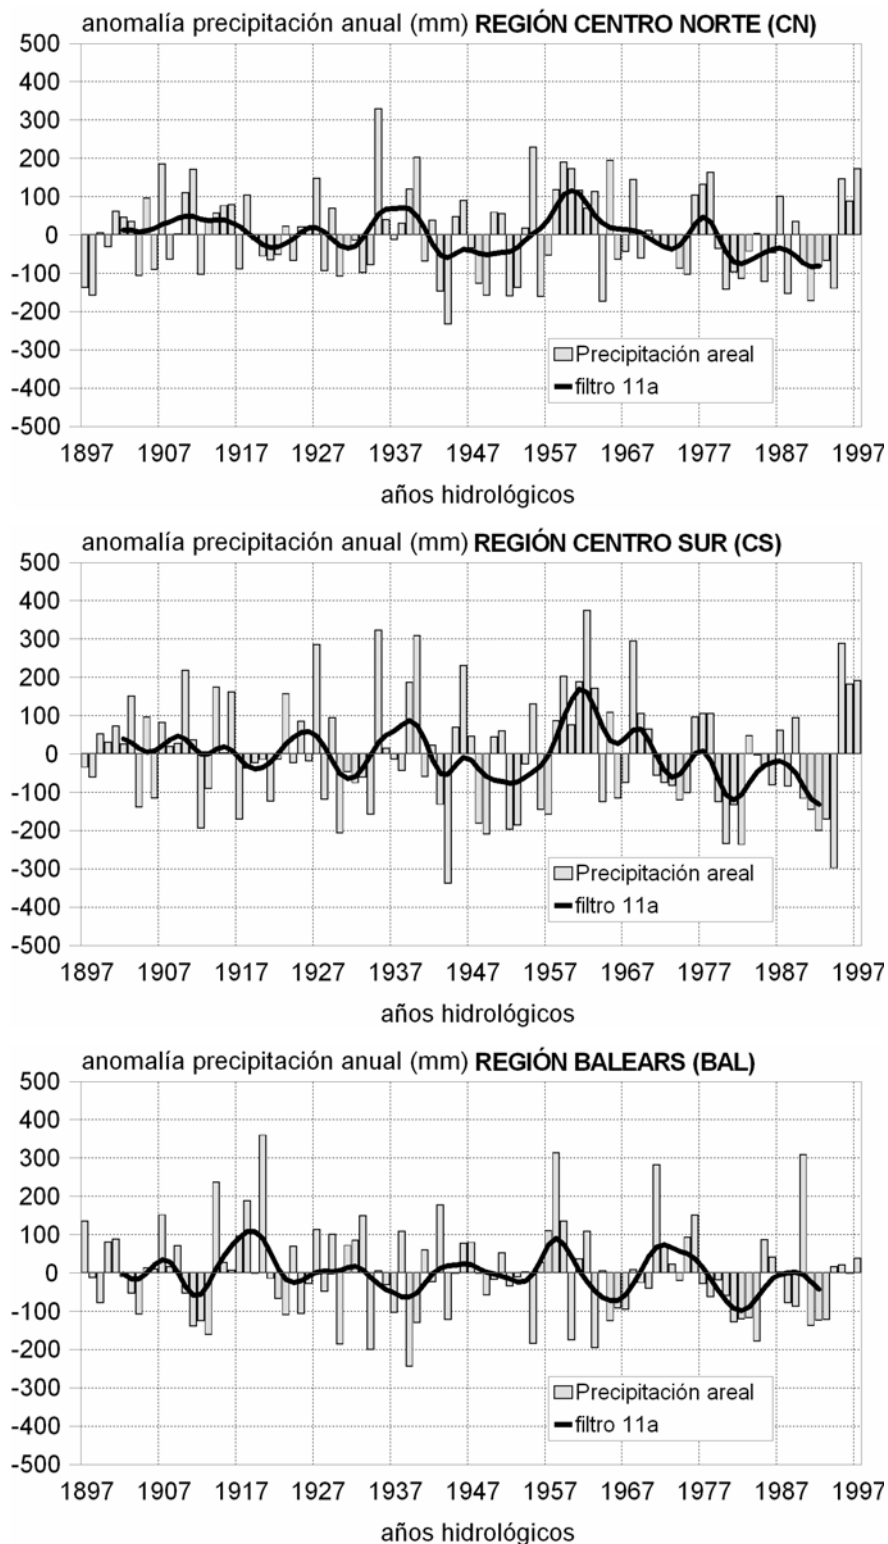 anomalía precipitación anual (mm) REGIÓN CENTRO NORTE (CN)
500
400
300
200
100
0
-100
-200
-300
-400
-500
Precipitación areal
filtro 11a
1897 1907 1917 1927 1937 1947 1957 1967 1977 1987 1997
años hidrológicos
anomalía precipitación anual (mm) REGIÓN CENTRO SUR (CS)
500
400
300
200
100
0
-100
-200
-300
-400
-500
Precipitación areal
filtro 11a
1897 1907 1917 1927 1937 1947 1957 1967 1977 1987 1997
años hidrológicos
anomalía precipitación anual (mm) REGIÓN BALEARS (BAL)
500
400
300
200
100
0
-100
-200
-300
-400
-500
Precipitación areal
filtro 11a
1897 1907 1917 1927 1937 1947 1957 1967 1977 1987 1997
años hidrológicos